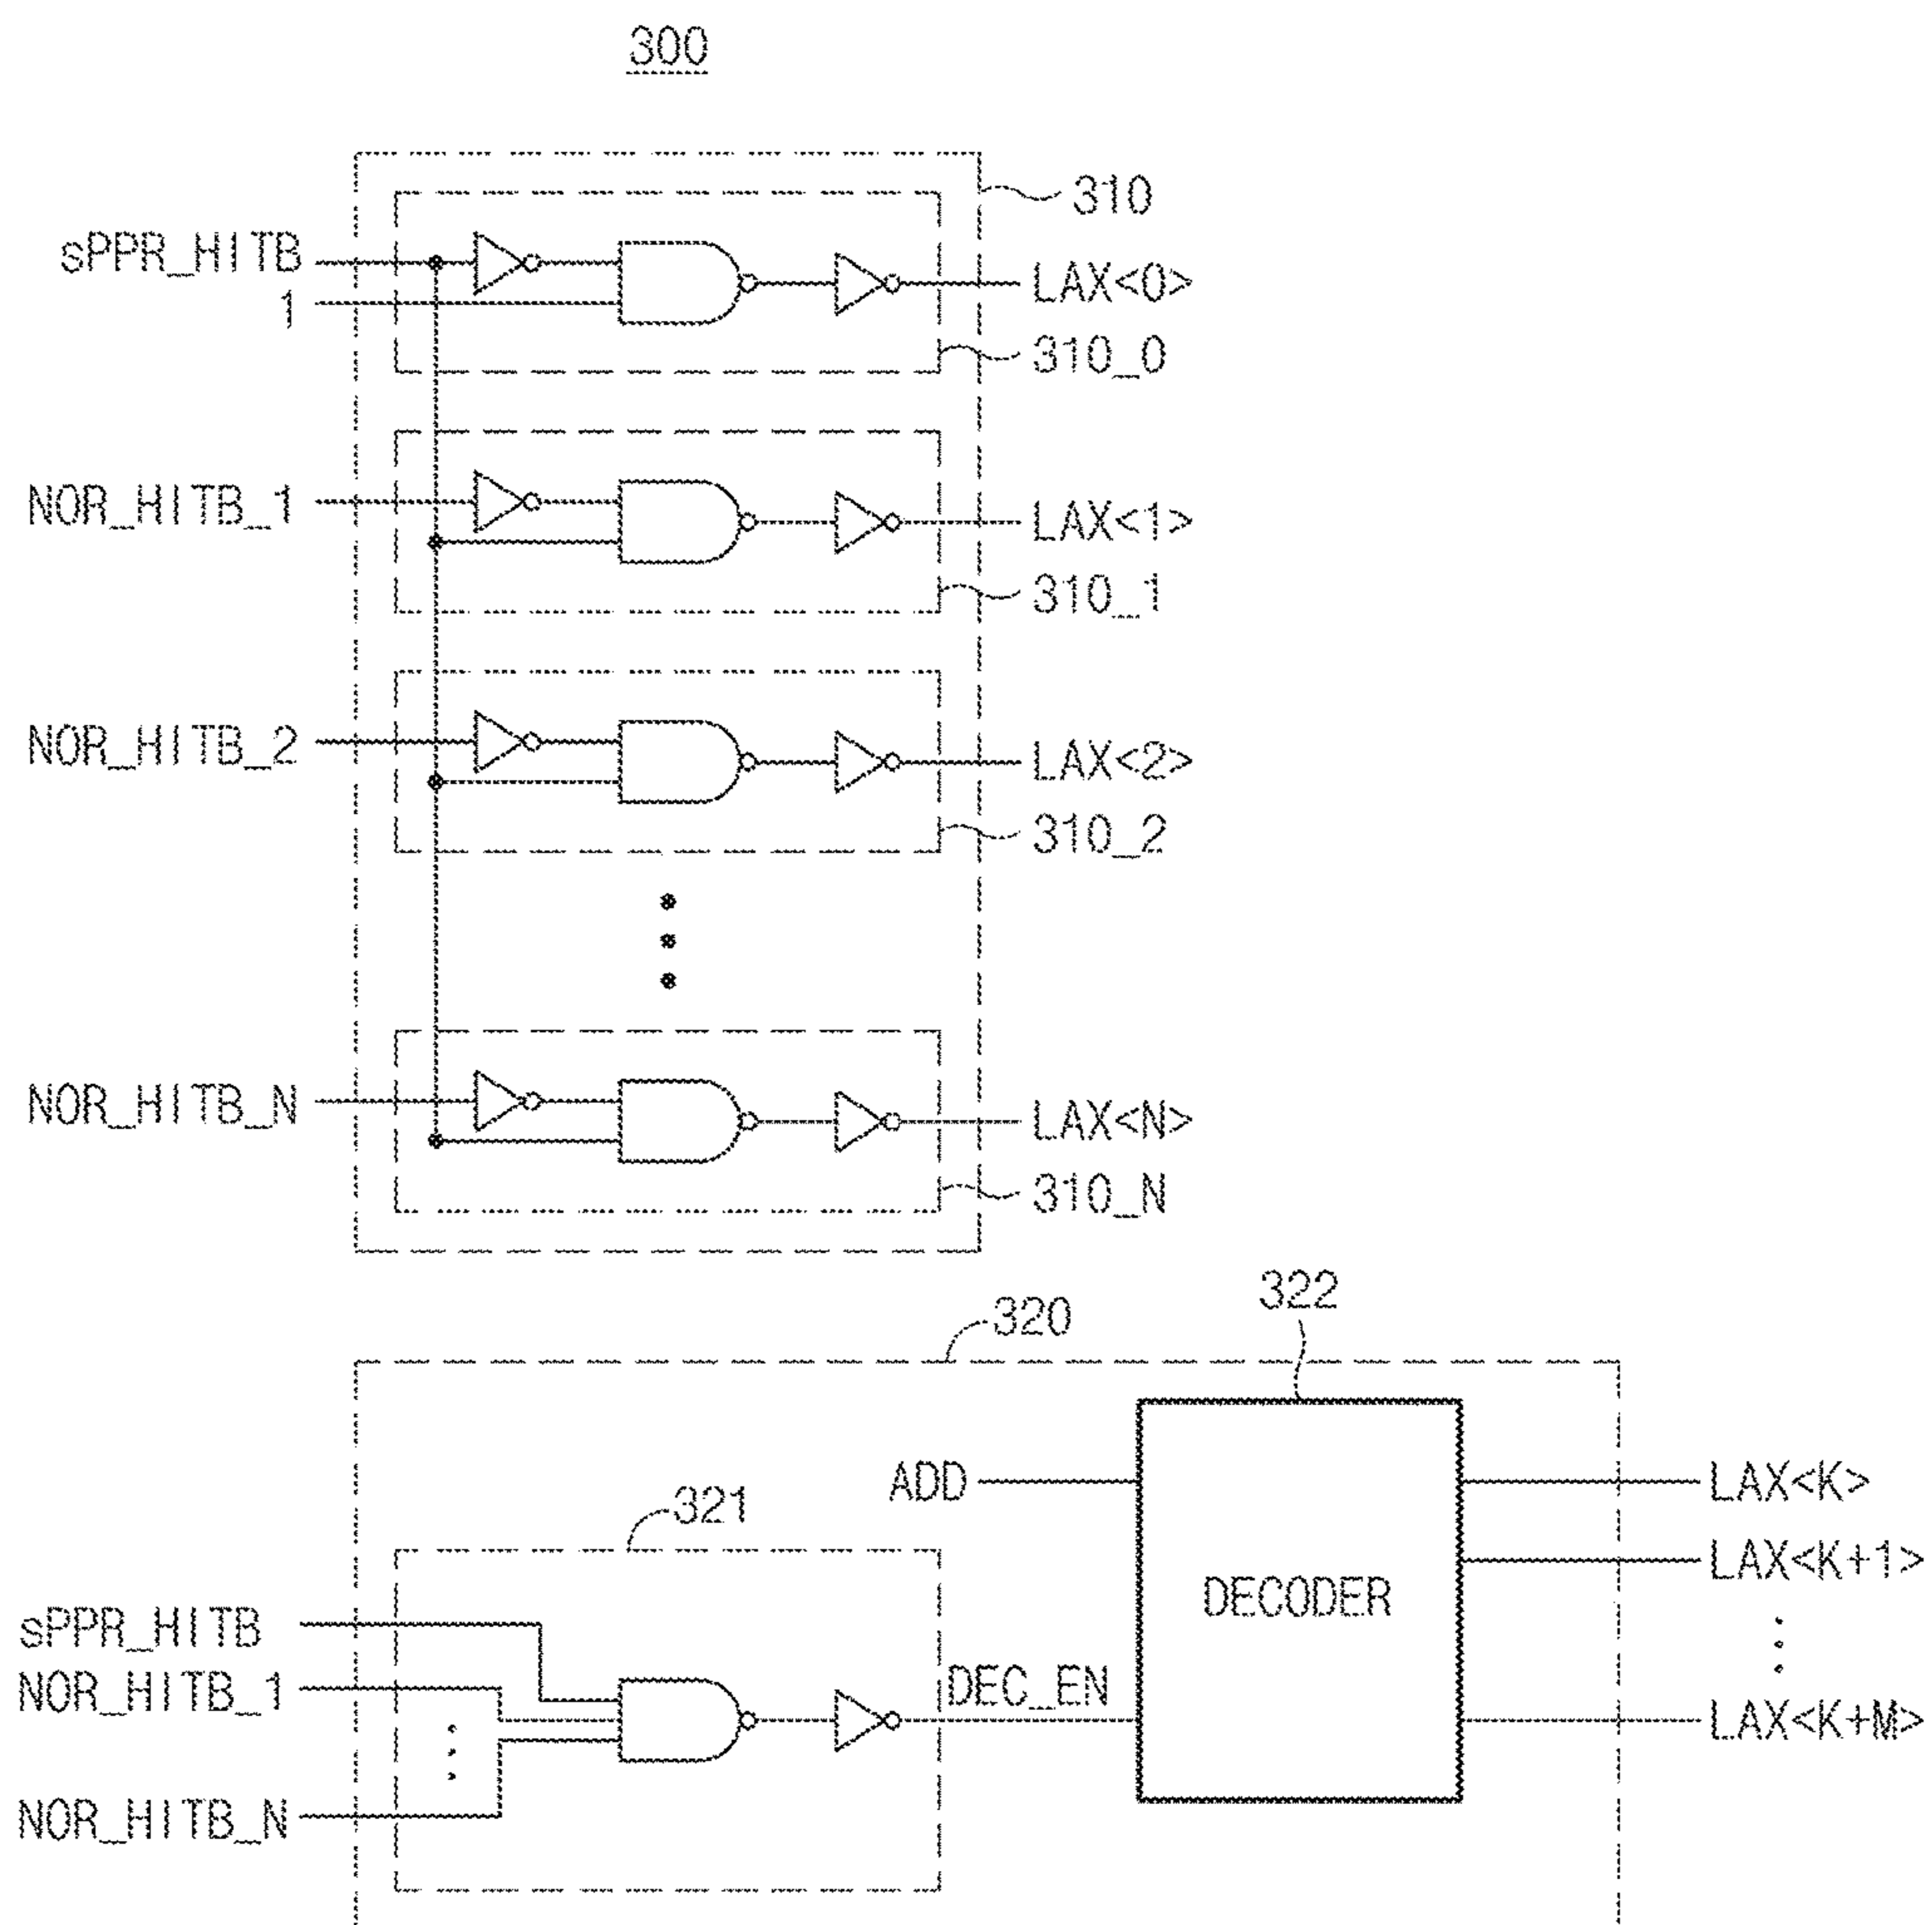 300
310
sPPR_HITB
1
LAX<0>
310_0
NOR_HITB_1
LAX<1>
310_1
NOR_HITB_2
LAX<2>
310_2
NOR_HITB_N
LAX<N>
310_N
320
322
ADD
LAX<K>
321
LAX<K+1>
DECODER
sPPR_HITB
NOR_HITB_1
DEC_EN
LAX<K+M>
NOR_HITB_N